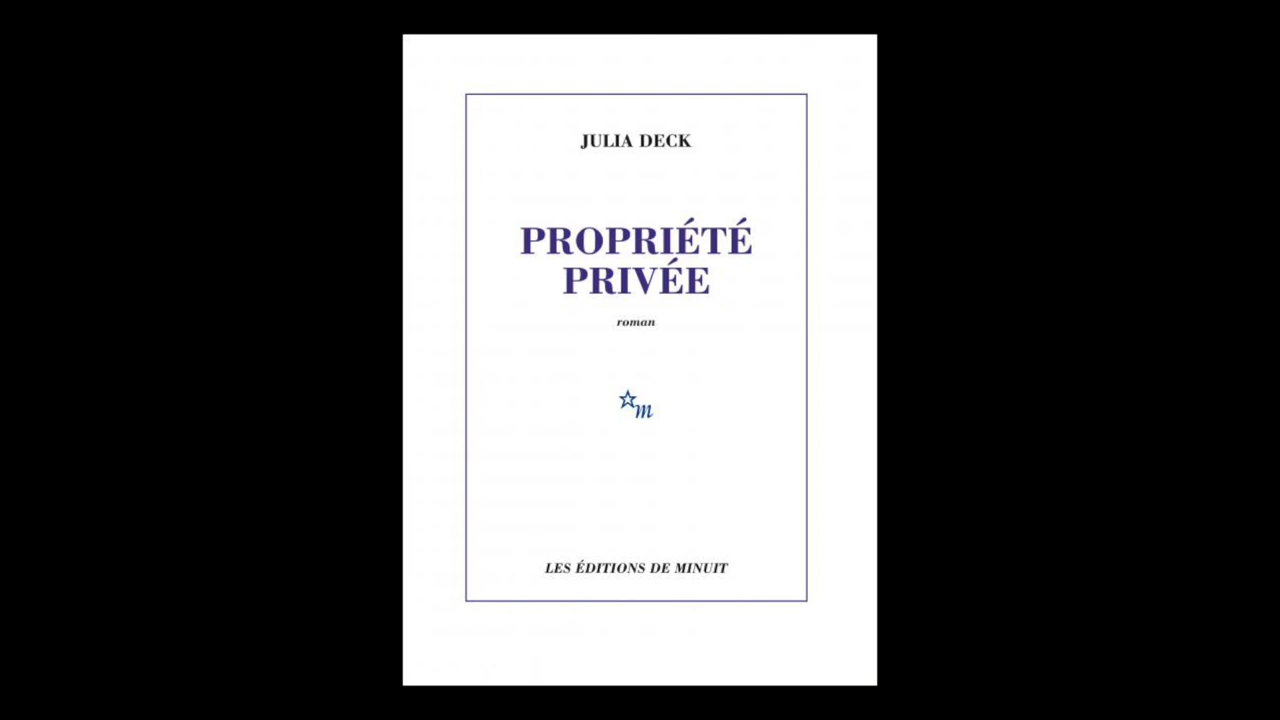 JULIA DECK
PROPRIÉTÉ
PRIVÉE
roman
m
LES ÉDITIONS DE MINUIT